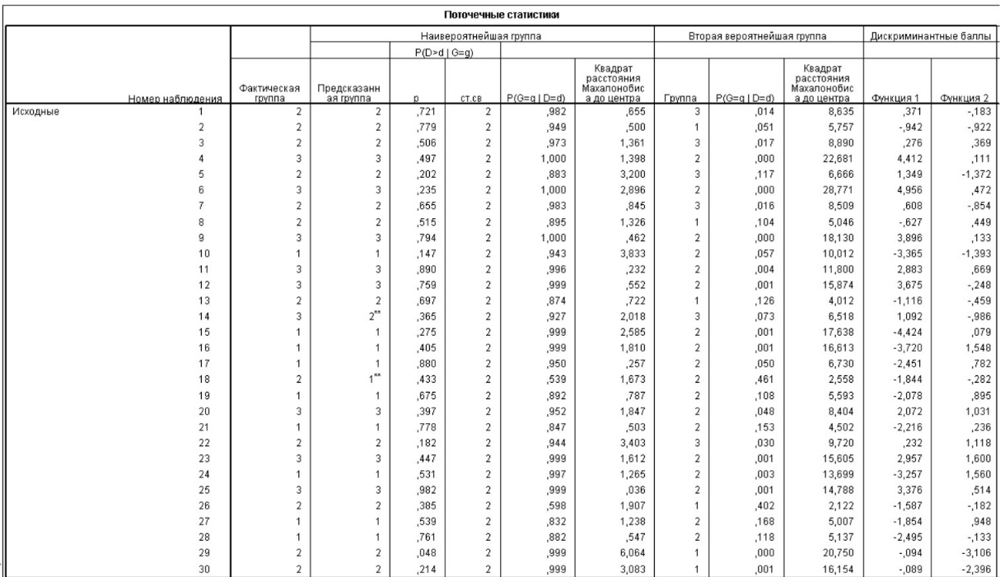 Поточечные статистики
Наивероятнейшая группа Вторая вероятнейшая группа Дискриминантные баллы
P(D>d | G=g)
Номер наблюдения Фактическая группа Предсказанная группа p ст.св P(G=g | D=d) Квадрат расстояния Махалонобиса до центра Группа P(G=g | D=d) Квадрат расстояния Махалонобиса до центра Функция 1 Функция 2
Исходные 1 2 2 ,721 2 ,982 ,655 3 ,014 8,635 ,371 -,183
2 2 2 ,779 2 ,949 ,500 1 ,051 5,757 -,942 -,922
3 2 2 ,506 2 ,973 1,361 3 ,017 8,890 ,276 ,369
4 3 3 ,497 2 1,000 1,398 2 ,000 22,681 4,412 ,111
5 2 2 ,202 2 ,883 3,200 3 ,117 6,666 1,349 -1,372
6 3 3 ,235 2 1,000 2,896 2 ,000 28,771 4,956 ,472
7 2 2 ,655 2 ,983 ,845 3 ,016 8,509 ,608 -,854
8 2 2 ,515 2 ,895 1,326 1 ,104 5,046 -,627 ,449
9 3 3 ,794 2 1,000 ,462 2 ,000 18,130 3,896 ,133
10 1 1 ,147 2 ,943 3,833 2 ,057 10,012 -3,365 -1,393
11 3 3 ,890 2 ,996 ,232 2 ,004 11,800 2,883 ,669
12 3 3 ,759 2 ,999 ,552 2 ,001 15,874 3,675 -,248
13 2 2 ,697 2 ,874 ,722 1 ,126 4,012 -1,116 -,459
14 3 2** ,365 2 ,927 2,018 3 ,073 6,518 1,092 -,986
15 1 1 ,275 2 ,999 2,585 2 ,001 17,638 -4,424 ,079
16 1 1 ,405 2 ,999 1,810 2 ,001 16,613 -3,720 1,548
17 1 1 ,880 2 ,950 ,257 2 ,050 6,730 -2,451 ,782
18 2 1** ,433 2 ,539 1,673 2 ,461 2,558 -1,844 -,282
19 1 1 ,675 2 ,892 ,787 2 ,108 5,593 -2,078 ,895
20 3 3 ,397 2 ,952 1,847 2 ,048 8,404 2,072 1,031
21 1 1 ,778 2 ,847 ,503 2 ,153 4,502 -2,216 ,236
22 2 2 ,182 2 ,944 3,403 3 ,030 9,720 ,232 1,118
23 3 3 ,447 2 ,999 1,612 2 ,001 15,605 2,957 1,600
24 1 1 ,531 2 ,997 1,265 2 ,003 13,699 -3,257 1,560
25 3 3 ,982 2 ,999 ,036 2 ,001 14,788 3,376 ,514
26 2 2 ,385 2 ,598 1,907 1 ,402 2,122 -1,587 -,182
27 1 1 ,539 2 ,832 1,238 2 ,168 5,007 -1,854 ,948
28 1 1 ,761 2 ,882 ,547 2 ,118 5,137 -2,495 -,133
29 2 2 ,048 2 ,999 6,064 1 ,000 20,750 -,094 -3,106
30 2 2 ,214 2 ,999 3,083 1 ,001 16,154 -,089 -2,396